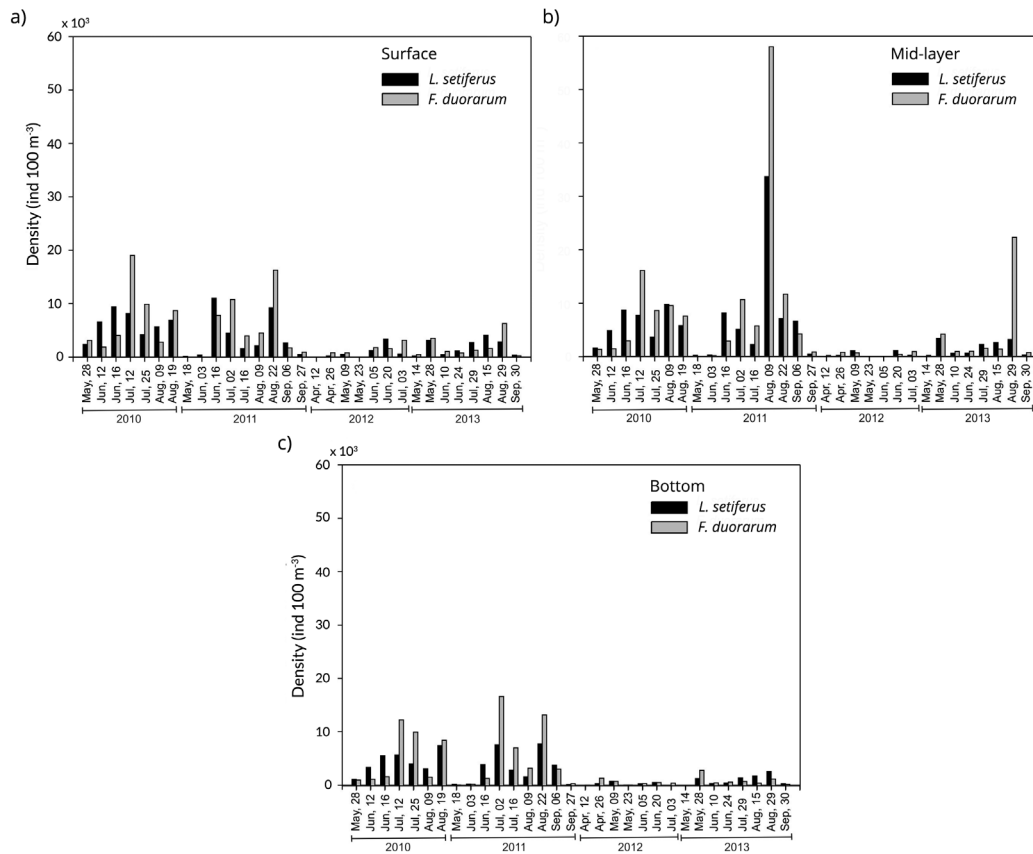 a)
x 10³
60
50
40
30
20
10
0
Density (ind 100 m⁻³)
Surface
L. setiferus
F. duorarum
May, 28
Jun, 12
Jun, 16
Jul, 12
Jul, 25
Aug, 09
Aug, 19
May, 18
Jun, 03
Jun, 16
Jul, 02
Jul, 16
Aug, 09
Aug, 22
Sep, 06
Sep, 27
Apr, 12
Apr, 26
May, 09
May, 23
Jun, 05
Jun, 20
Jul, 03
May, 14
May, 28
Jun, 10
Jun, 24
Jul, 29
Aug, 15
Aug, 29
Sep, 30
2010
2011
2012
2013
b)
Mid-layer
L. setiferus
F. duorarum
May, 28
Jun, 12
Jun, 16
Jul, 12
Jul, 25
Aug, 09
Aug, 19
May, 18
Jun, 03
Jun, 16
Jul, 02
Jul, 16
Aug, 09
Aug, 22
Sep, 06
Sep, 27
Apr, 12
Apr, 26
May, 09
May, 23
Jun, 05
Jun, 20
Jul, 03
May, 14
May, 28
Jun, 10
Jun, 24
Jul, 29
Aug, 15
Aug, 29
Sep, 30
2010
2011
2012
2013
c)
x 10³
60
50
40
30
20
10
0
Density (ind 100 m⁻³)
Bottom
L. setiferus
F. duorarum
May, 28
Jun, 12
Jun, 16
Jul, 12
Jul, 25
Aug, 09
Aug, 19
May, 18
Jun, 03
Jun, 16
Jul, 02
Jul, 16
Aug, 09
Aug, 22
Sep, 06
Sep, 27
Apr, 12
Apr, 26
May, 09
May, 23
Jun, 05
Jun, 20
Jul, 03
May, 14
May, 28
Jun, 10
Jun, 24
Jul, 29
Aug, 15
Aug, 29
Sep, 30
2010
2011
2012
2013